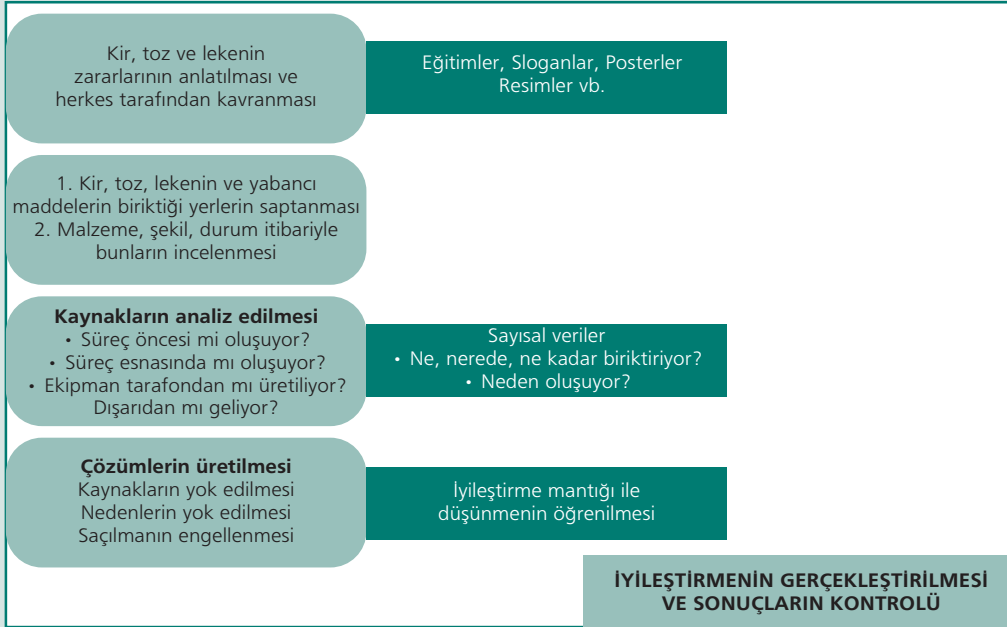 Kir, toz ve lekenin
zararlarının anlatılması ve
herkes tarafından kavranması
Eğitimler, Sloganlar, Posterler
Resimler vb.
1. Kir, toz, lekenin ve yabancı
maddelerin biriktiği yerlerin saptanması
2. Malzeme, şekil, durum itibariyle
bunların incelenmesi
Kaynakların analiz edilmesi
• Süreç öncesi mi oluşuyor?
• Süreç esnasında mı oluşuyor?
• Ekipman tarafondan mı üretiliyor?
Dışarıdan mı geliyor?
Sayısal veriler
• Ne, nerede, ne kadar biriktiriyor?
• Neden oluşuyor?
Çözümlerin üretilmesi
Kaynakların yok edilmesi
Nedenlerin yok edilmesi
Saçılmanın engellenmesi
İyileştirme mantığı ile
düşünmenin öğrenilmesi
İYİLEŞTİRMENİN GERÇEKLEŞTİRİLMESİ
VE SONUÇLARIN KONTROLÜ